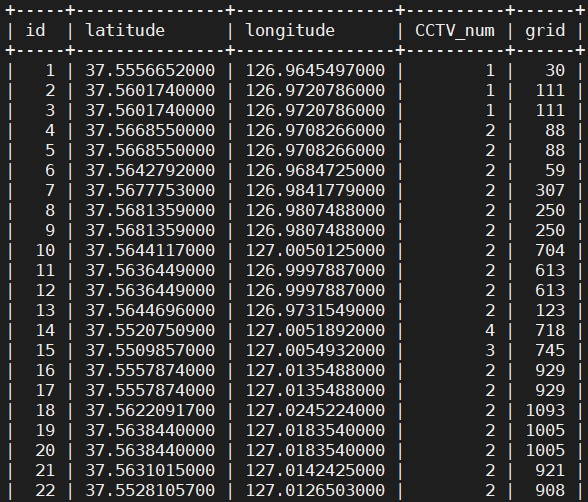 +-----+---------------+----------------+----------+------+
| id  | latitude      | longitude      | CCTV_num | grid |
+-----+---------------+----------------+----------+------+
|   1 | 37.5556652000 | 126.9645497000 |        1 |   30 |
|   2 | 37.5601740000 | 126.9720786000 |        1 |  111 |
|   3 | 37.5601740000 | 126.9720786000 |        1 |  111 |
|   4 | 37.5668550000 | 126.9708266000 |        2 |   88 |
|   5 | 37.5668550000 | 126.9708266000 |        2 |   88 |
|   6 | 37.5642792000 | 126.9684725000 |        2 |   59 |
|   7 | 37.5677753000 | 126.9841779000 |        2 |  307 |
|   8 | 37.5681359000 | 126.9807488000 |        2 |  250 |
|   9 | 37.5681359000 | 126.9807488000 |        2 |  250 |
|  10 | 37.5644117000 | 127.0050125000 |        2 |  704 |
|  11 | 37.5636449000 | 126.9997887000 |        2 |  613 |
|  12 | 37.5636449000 | 126.9997887000 |        2 |  613 |
|  13 | 37.5644696000 | 126.9731549000 |        2 |  123 |
|  14 | 37.5520750900 | 127.0051892000 |        4 |  718 |
|  15 | 37.5509857000 | 127.0054932000 |        3 |  745 |
|  16 | 37.5557874000 | 127.0135488000 |        2 |  929 |
|  17 | 37.5557874000 | 127.0135488000 |        2 |  929 |
|  18 | 37.5622091700 | 127.0245224000 |        2 | 1093 |
|  19 | 37.5638440000 | 127.0183540000 |        2 | 1005 |
|  20 | 37.5638440000 | 127.0183540000 |        2 | 1005 |
|  21 | 37.5631015000 | 127.0142425000 |        2 |  921 |
|  22 | 37.5528105700 | 127.0126503000 |        2 |  908 |